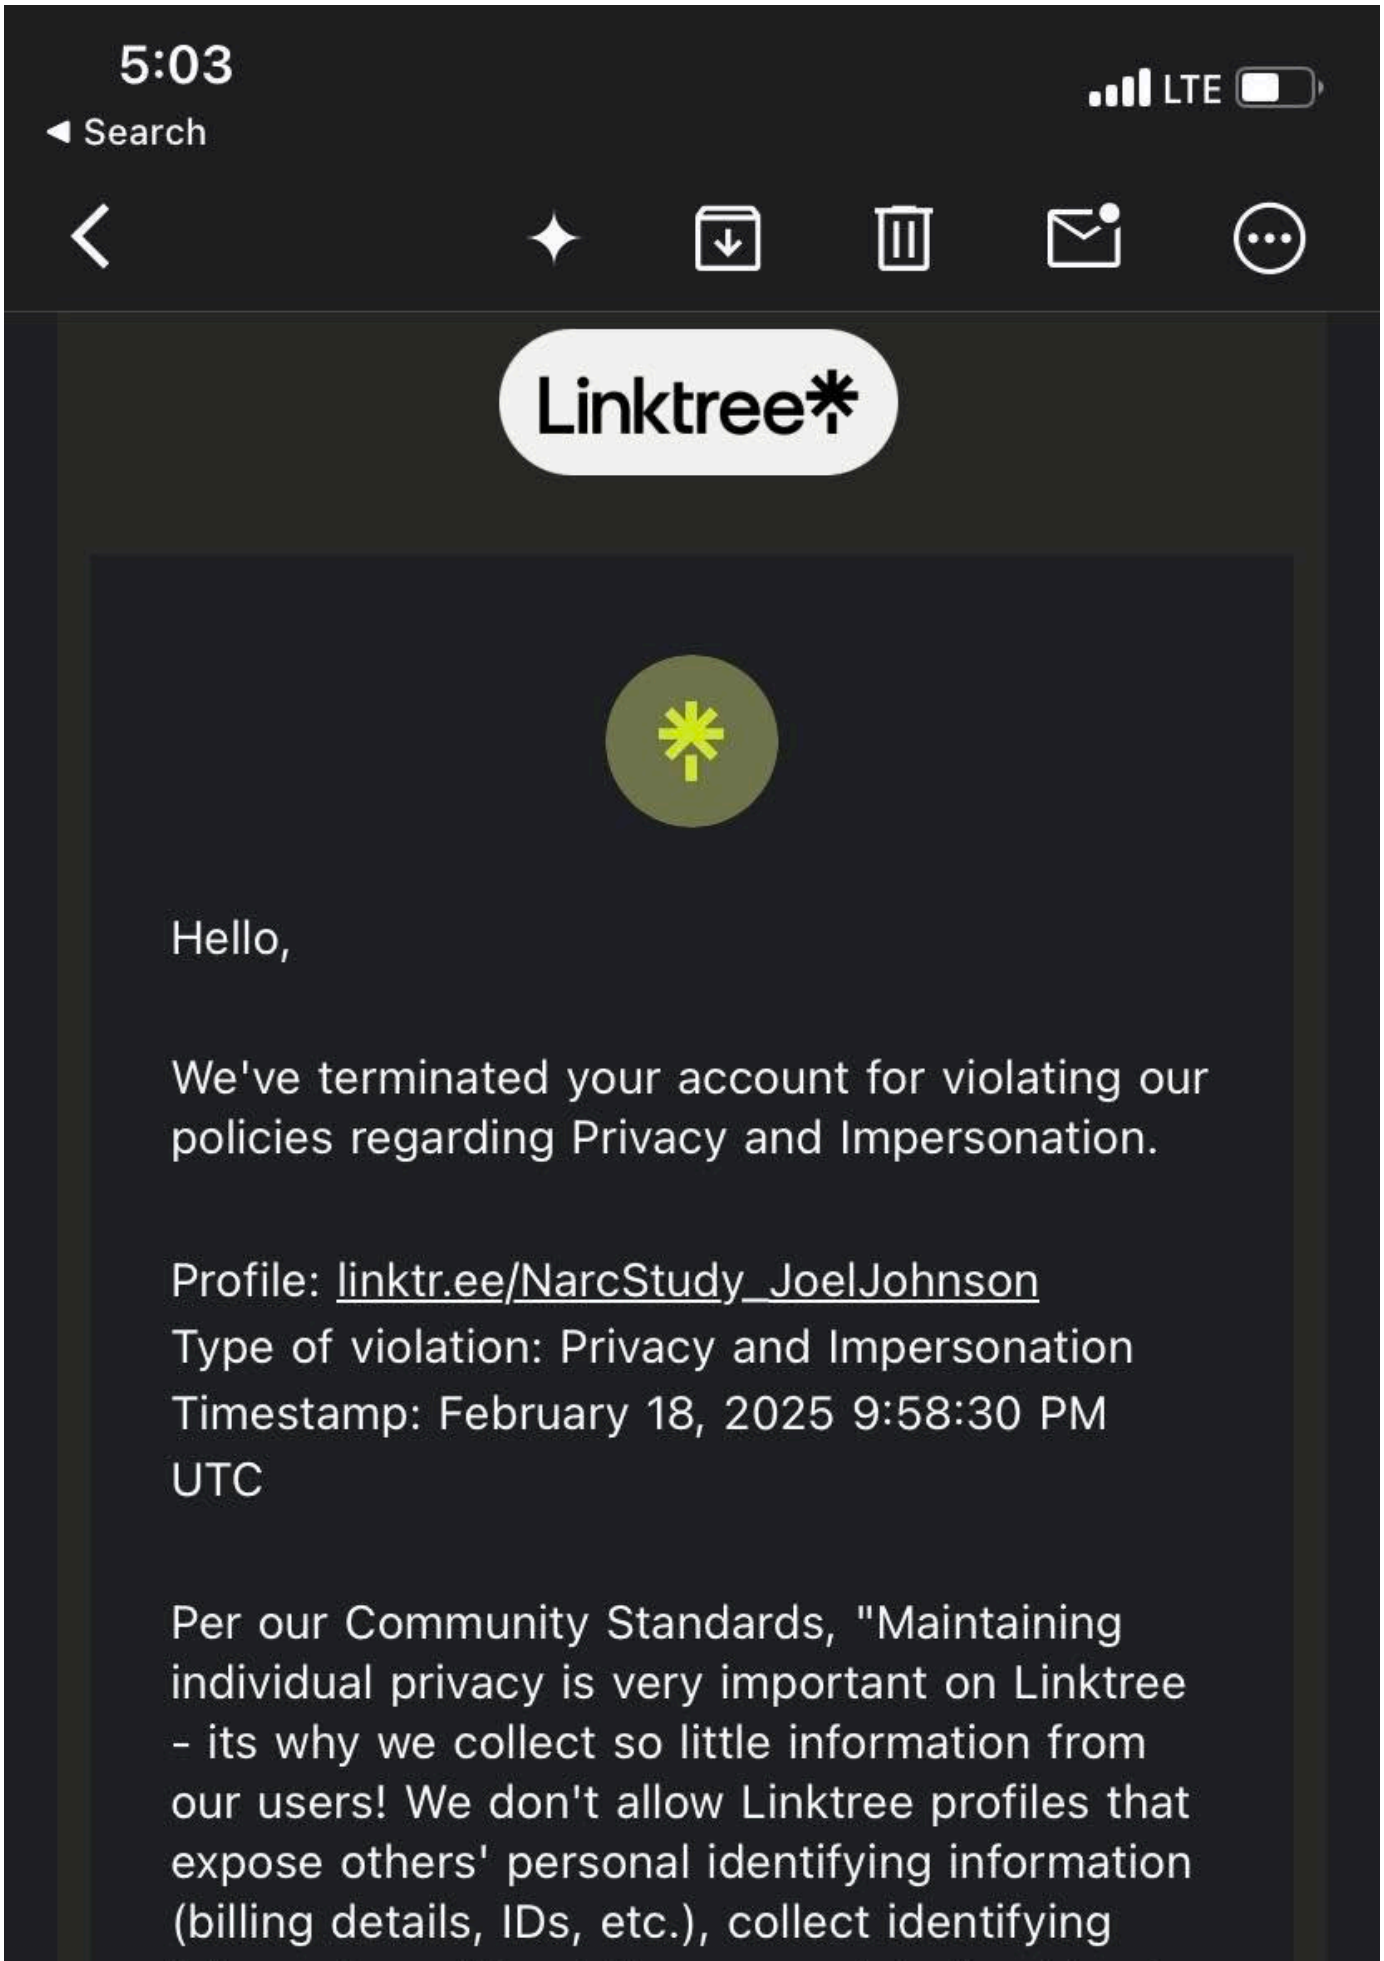 5:03
LTE
◀ Search
Linktree
Hello,
We've terminated your account for violating our
policies regarding Privacy and Impersonation.
Profile: linktr.ee/NarcStudy_JoelJohnson
Type of violation: Privacy and Impersonation
Timestamp: February 18, 2025 9:58:30 PM
UTC
Per our Community Standards, "Maintaining
individual privacy is very important on Linktree
- its why we collect so little information from
our users! We don't allow Linktree profiles that
expose others' personal identifying information
(billing details, IDs, etc.), collect identifying